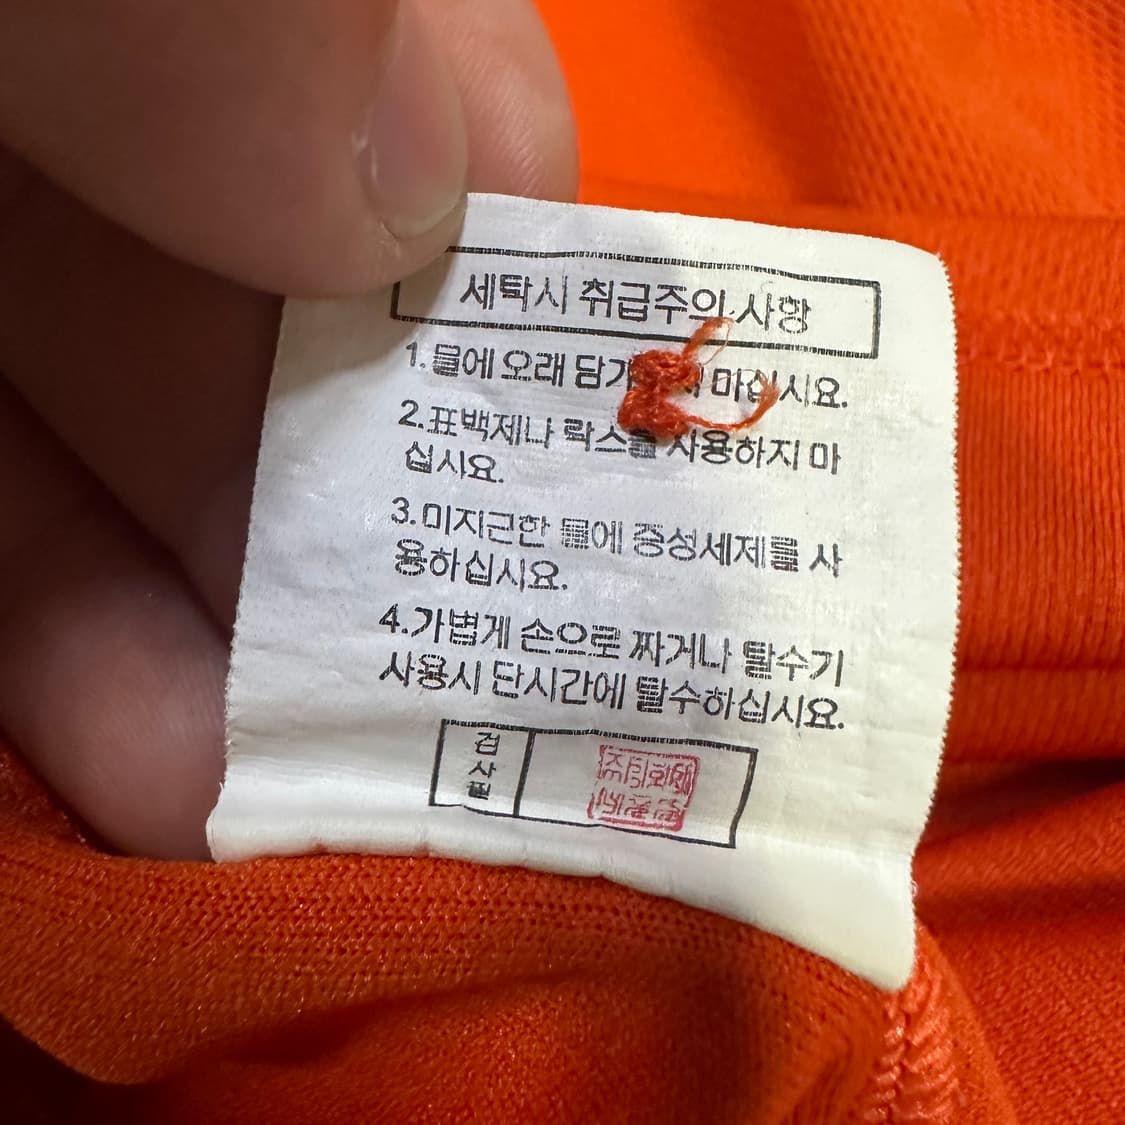 세탁시 취급주의 사항
1.물에 오래 담가 마십시요.
2.표백제나 락스를 사용하지 마
십시요.
3.미지근한 물에 중성세제를 사
용하십시요.
4.가볍게 손으로 짜거나 탈수기
사용시 단시간에 탈수하십시요.
검사필